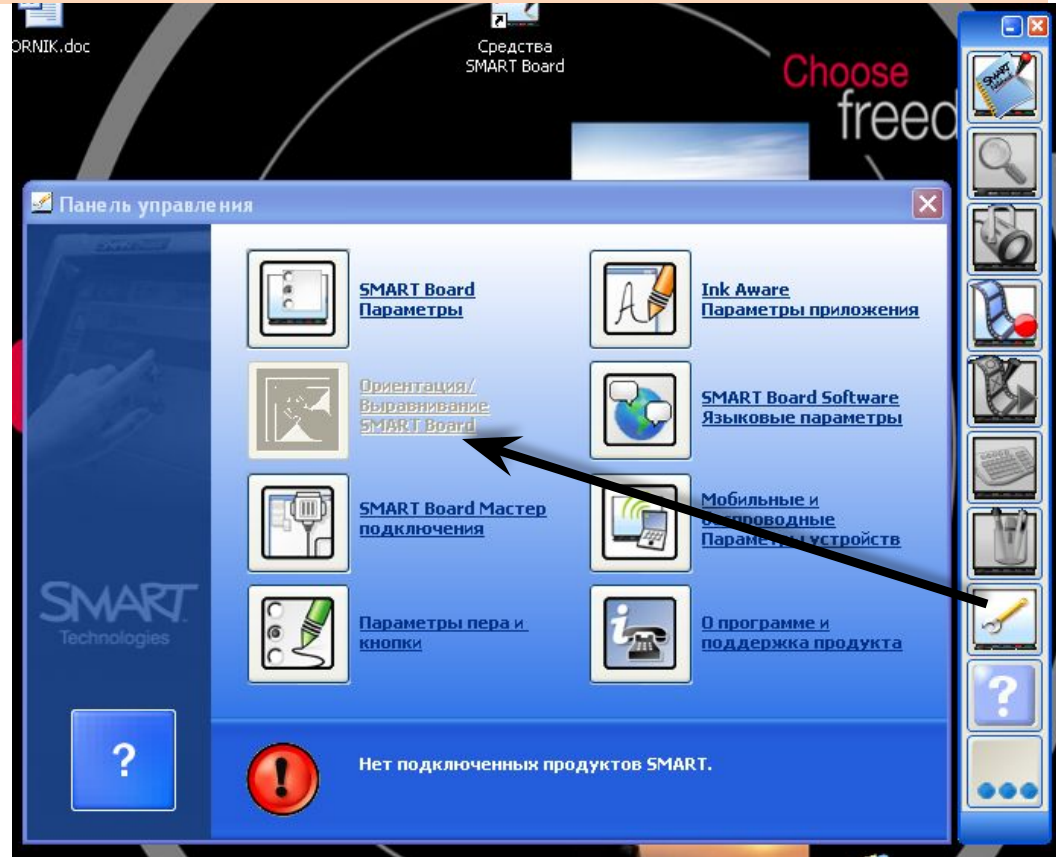 ORNIK.doc
Средства
SMART Board
Choose
freed
SMART
Notebook
Панель управления
SMART Board
Параметры
Ink Aware
Параметры приложения
Ориентация/
Выравнивание
SMART Board
SMART Board Software
Языковые параметры
SMART Board Мастер
подключения
Мобильные и
беспроводные
Параметры устройств
Параметры пера и
кнопки
О программе и
поддержка продукта
SMART
Technologies
?
?
Нет подключенных продуктов SMART.